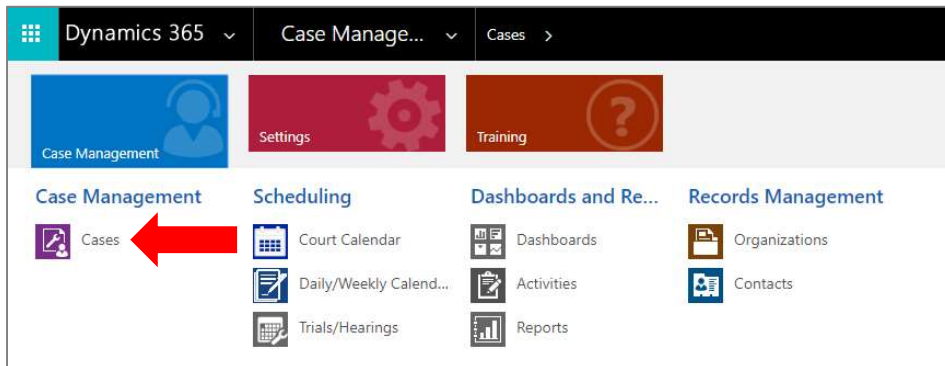 Dynamics 365 Case Manage... Cases >
Case Management Settings Training
Case Management Scheduling Dashboards and Re... Records Management
Cases Court Calendar Dashboards Organizations
Daily/Weekly Calend... Activities Contacts
Trials/Hearings Reports